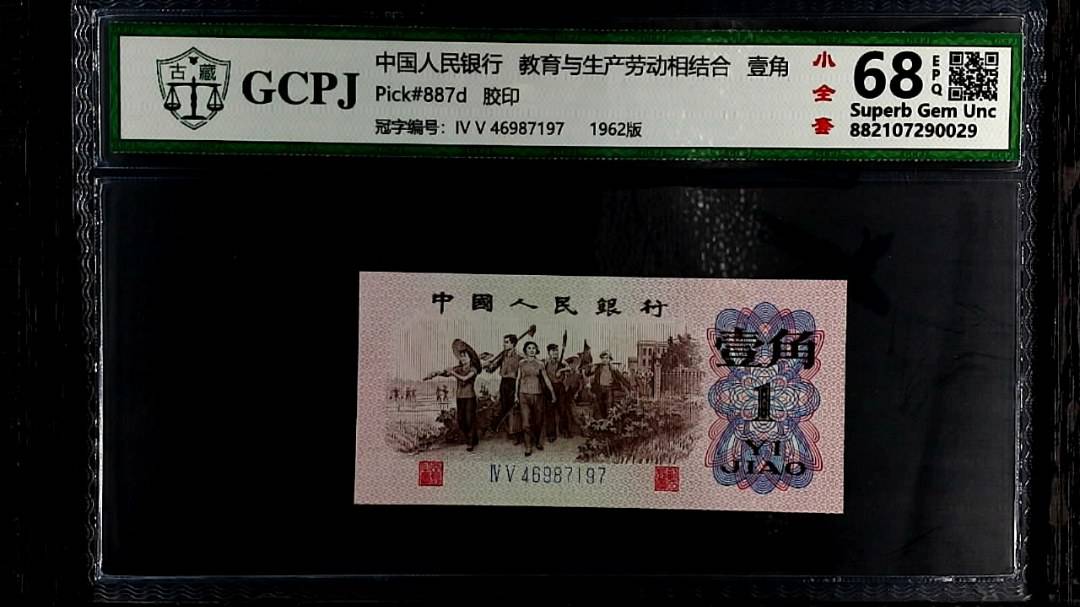 古 藏
GCPJ
中国人民银行 教育与生产劳动相结合 壹角
Pick#887d 胶印
冠字编号: IV V 46987197 1962版
小全套
68
EPQ
Superb Gem Unc
882107290029
中國人民銀行
壹角
1
YI
JIAO
IV V 46987197